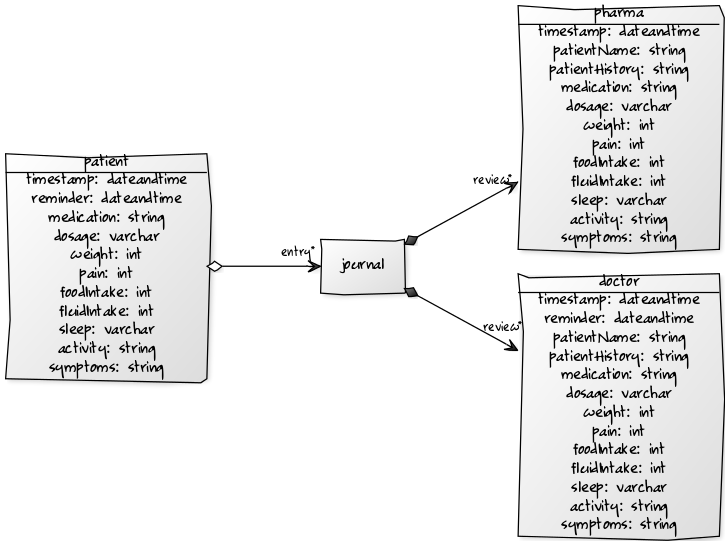 patient
timestamp: dateandtime
reminder: dateandtime
medication: string
dosage: varchar
weight: int
pain: int
foodIntake: int
fluidIntake: int
sleep: varchar
activity: string
symptoms: string
entry*
journal
review*
review*
pharma
timestamp: dateandtime
patientName: string
patientHistory: string
medication: string
dosage: varchar
weight: int
pain: int
foodIntake: int
fluidIntake: int
sleep: varchar
activity: string
symptoms: string
doctor
timestamp: dateandtime
reminder: dateandtime
patientName: string
patientHistory: string
medication: string
dosage: varchar
weight: int
pain: int
foodIntake: int
fluidIntake: int
sleep: varchar
activity: string
symptoms: string